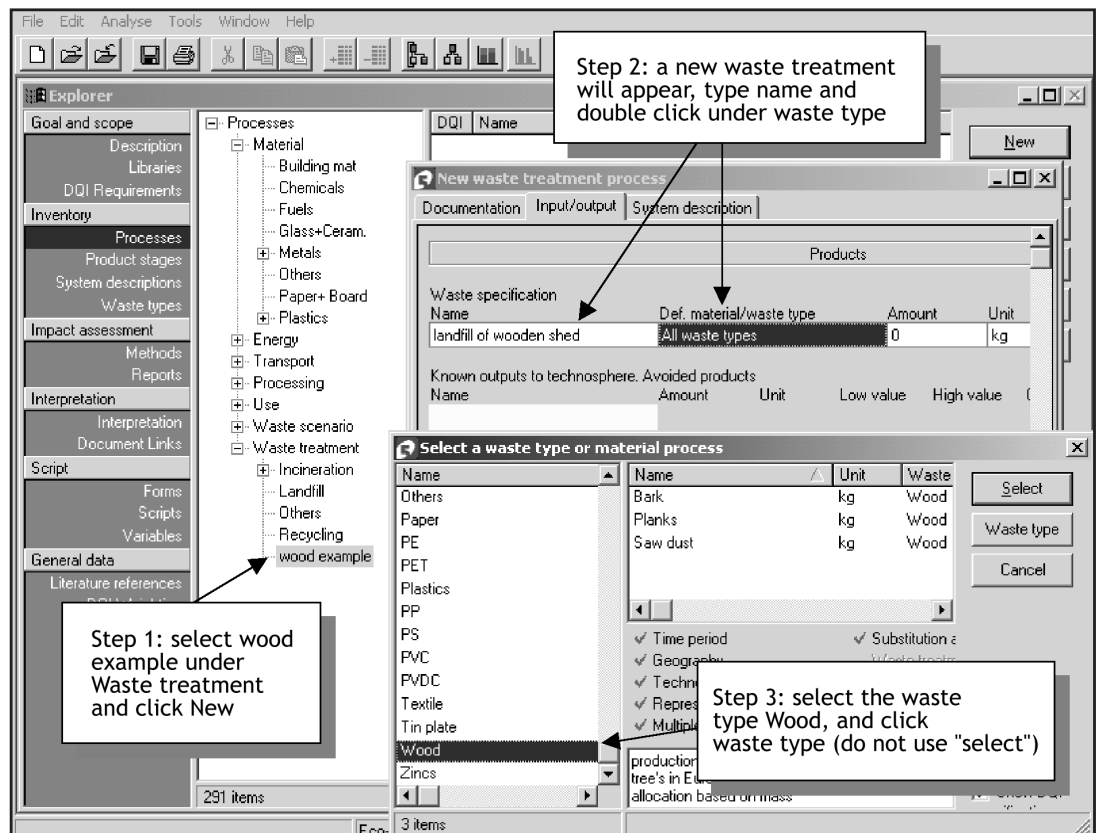 File Edit Analyse Tools Window Help
Step 2: a new waste treatment
will appear, type name and
double click under waste type
Explorer
Goal and scope
Description
Libraries
DQI Requirements
Inventory
Processes
Product stages
System descriptions
Waste types
Impact assessment
Methods
Reports
Interpretation
Interpretation
Document Links
Script
Forms
Scripts
Variables
General data
Literature references
Processes
Material
Building mat
Chemicals
Fuels
Glass+Ceram.
Metals
Others
Paper+ Board
Plastics
Energy
Transport
Processing
Use
Waste scenario
Waste treatment
Incineration
Landfill
Others
Recycling
wood example
291 items
DQI Name
New
New waste treatment process
Documentation Input/output System description
Products
Waste specification
Name Def. material/waste type Amount Unit
landfill of wooden shed All waste types 0 kg
Known outputs to technosphere. Avoided products
Name Amount Unit Low value High value
Select a waste type or material process
Name
Others
Paper
PE
PET
Plastics
PP
PS
PVC
PVDC
Textile
Tin plate
Wood
Zincs
3 items
Name Unit Waste
Bark kg Wood
Planks kg Wood
Saw dust kg Wood
Select
Waste type
Cancel
Time period
Geography
Multiple
Substitution a
production
tree's in
allocation based on mass
Step 1: select wood
example under
Waste treatment
and click New
Step 3: select the waste
type Wood, and click
waste type (do not use "select")
Eco-